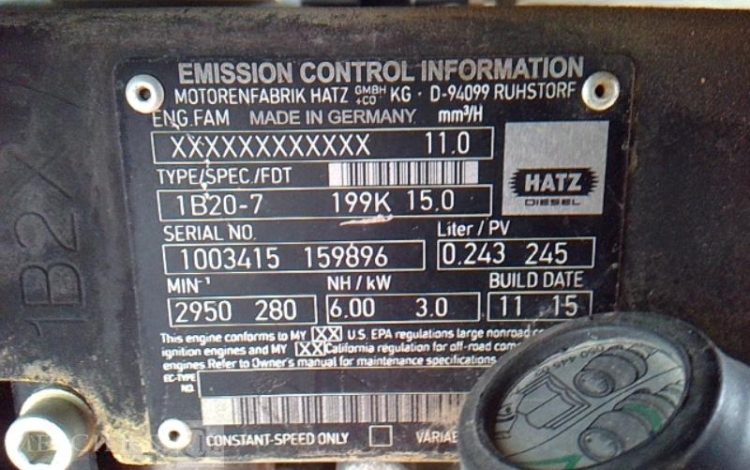 EMISSION CONTROL INFORMATION
MOTORENFABRIK HATZ GMBH +CO KG · D-94099 RUHSTORF
ENG.FAM MADE IN GERMANY mm³/H
XXXXXXXXXXXX 11.0
TYPE/SPEC./FDT
HATZ
DIESEL
1B20-7 199K 15.0
SERIAL NO. Liter / PV
1003415 159896 0.243 245
MIN⁻¹ NH / kW BUILD DATE
2950 280 6.00 3.0 11 15
This engine conforms to MY XX U.S. EPA regulations large nonroad
ignition engines and MY XX California regulation for off-road
engines Refer to Owner's manual for maintenance specifications
EC-TYPE
NO.
CONSTANT-SPEED ONLY
1B2